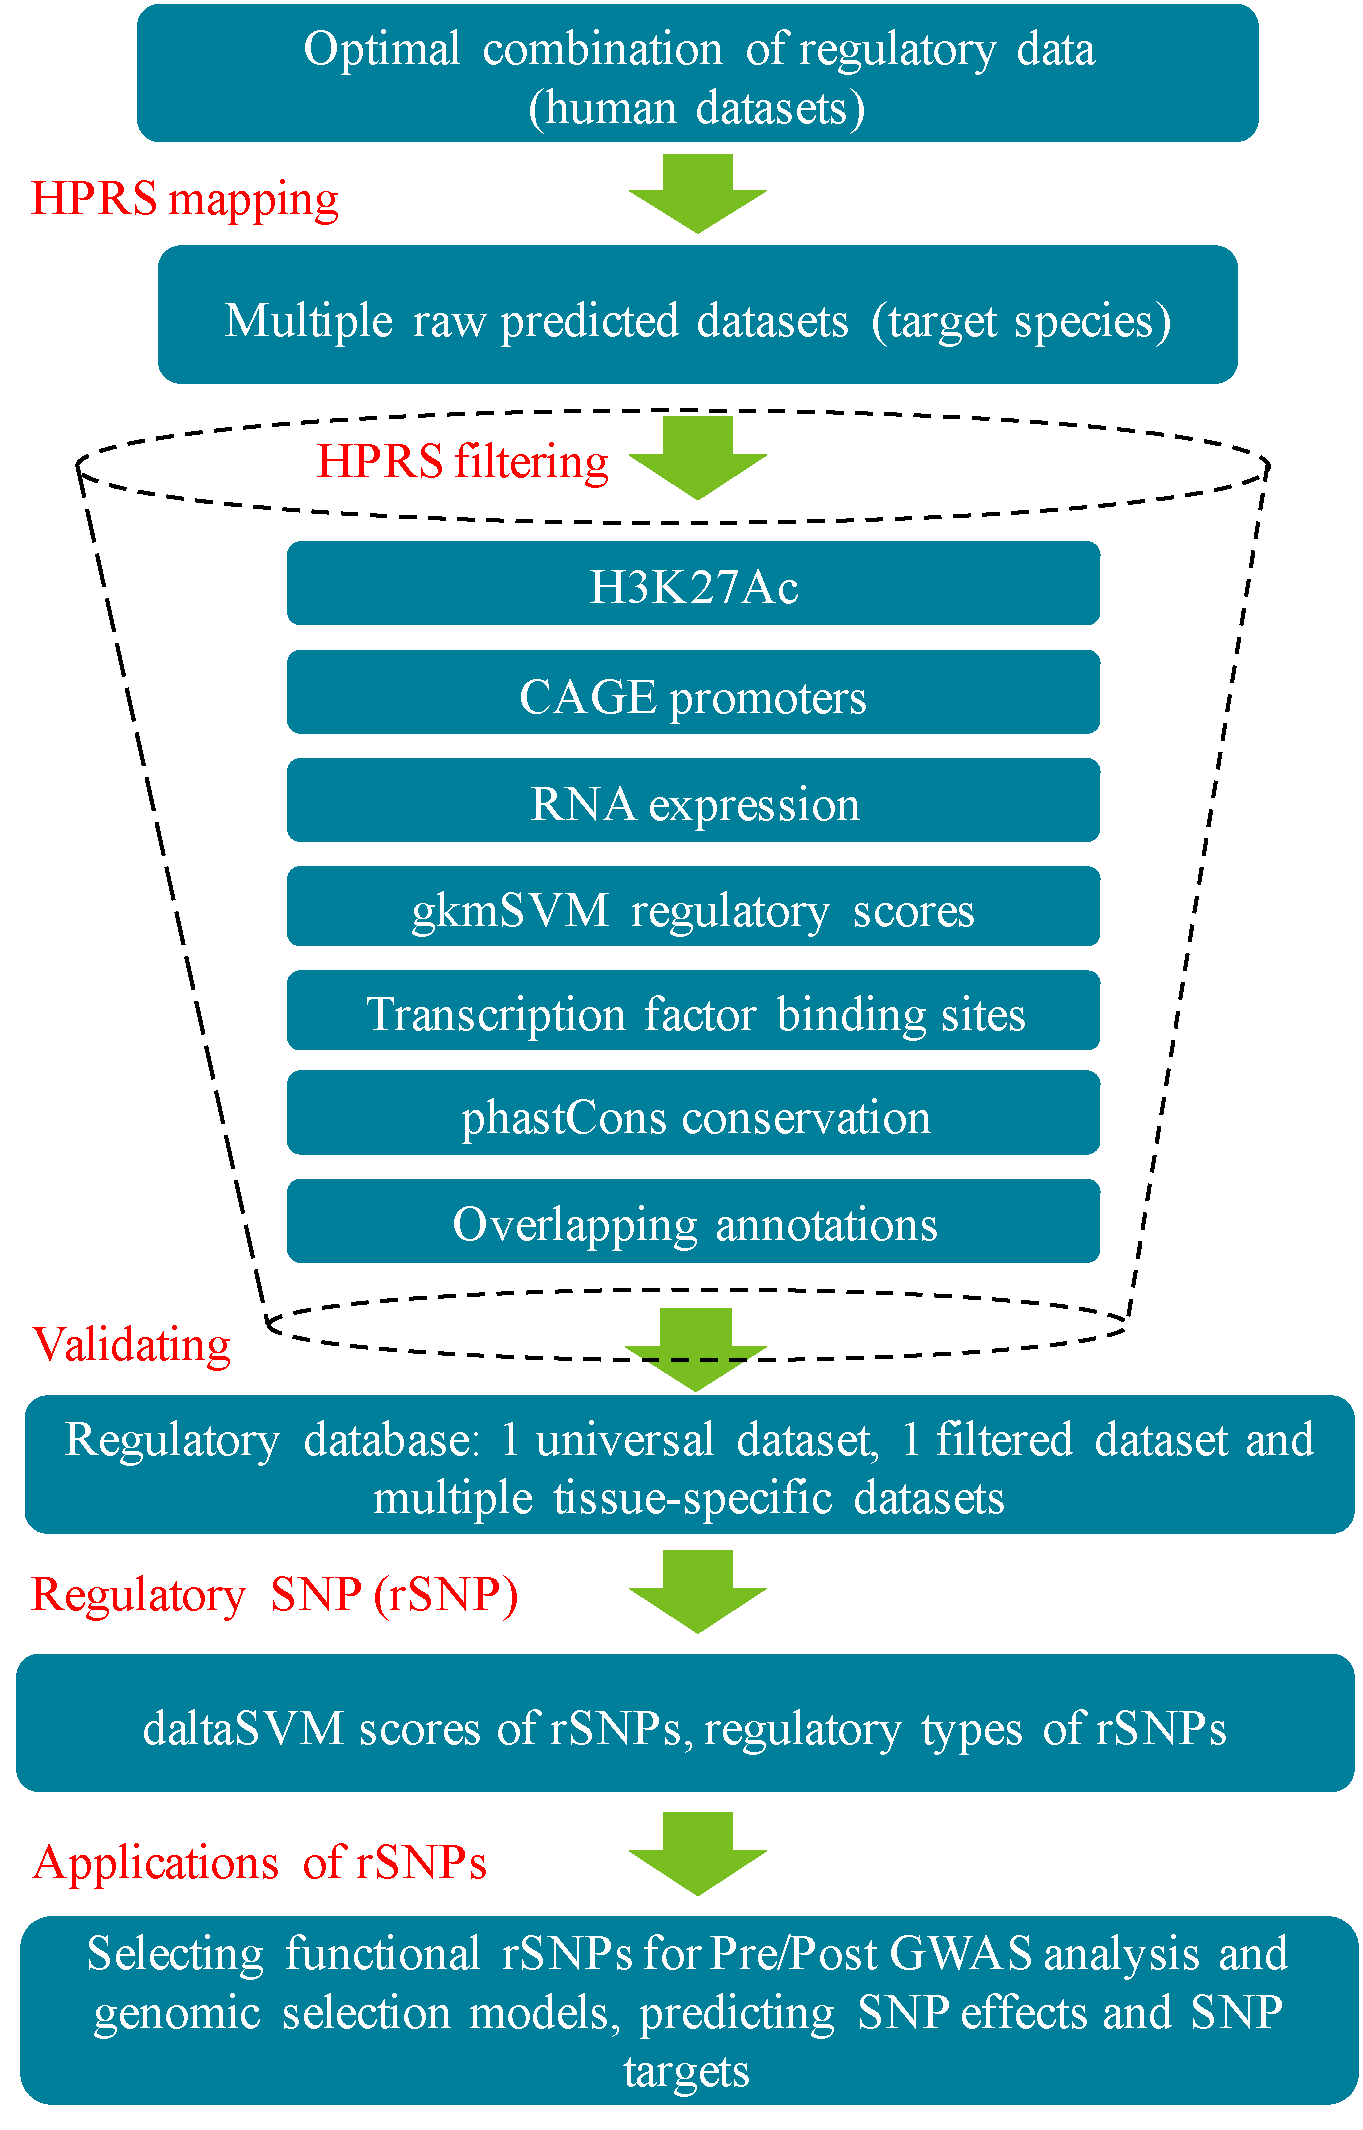 Optimal combination of regulatory data
(human datasets)
HPRS mapping
Multiple raw predicted datasets (target species)
HPRS filtering
H3K27Ac
CAGE promoters
RNA expression
gkmSVM regulatory scores
Transcription factor binding sites
phastCons conservation
Overlapping annotations
Validating
Regulatory database: 1 universal dataset, 1 filtered dataset and
multiple tissue-specific datasets
Regulatory SNP (rSNP)
daltaSVM scores of rSNPs, regulatory types of rSNPs
Applications of rSNPs
Selecting functional rSNPs for Pre/Post GWAS analysis and
genomic selection models, predicting SNP effects and SNP
targets